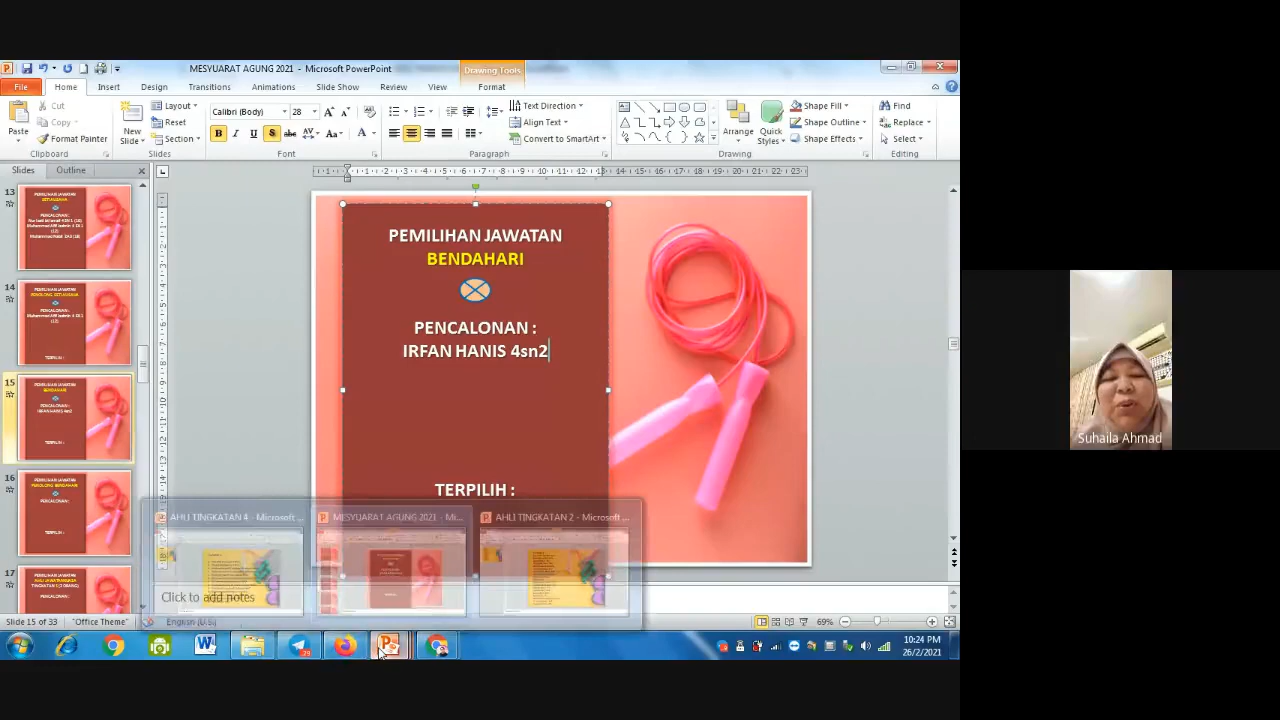 MESYUARAT AGUNG 2021 - Microsoft PowerPoint
Drawing Tools
File Home Insert Design Transitions Animations Slide Show Review View Format
Paste
Cut
Copy
Format Painter
Clipboard
New Slide
Layout
Reset
Section
Slides
Calibri (Body) 28
Font
Text Direction
Align Text
Convert to SmartArt
Paragraph
Arrange
Quick Styles
Shape Fill
Shape Outline
Shape Effects
Drawing
Find
Replace
Select
Editing
Slides Outline
13
14
15
16
17
PEMILIHAN JAWATAN
BENDAHARI
PENCALONAN :
IRFAN HANIS 4sn2
TERPILIH :
AHLI TINGKATAN 4 - Microsoft ...
MESYUARAT AGUNG 2021 - Mi...
AHLI TINGKATAN 2 - Microsoft ...
Click to add notes
Slide 15 of 33 "Office Theme" English (U.S.) 69%
10:24 PM
26/2/2021
Suhaila Ahmad